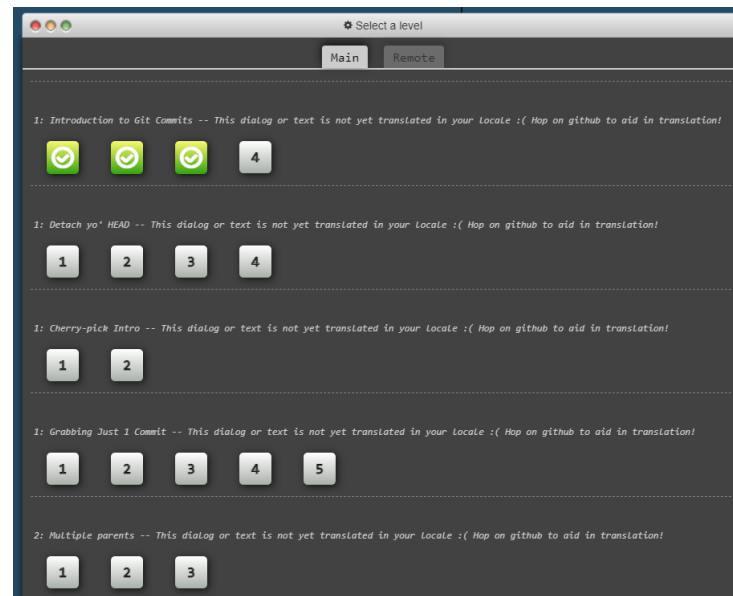 Select a level
Main Remote
1: Introduction to Git Commits -- This dialog or text is not yet translated in your locale :( Hop on github to aid in translation!
4
1: Detach yo' HEAD -- This dialog or text is not yet translated in your locale :( Hop on github to aid in translation!
1 2 3 4
1: Cherry-pick Intro -- This dialog or text is not yet translated in your locale :( Hop on github to aid in translation!
1 2
1: Grabbing Just 1 Commit -- This dialog or text is not yet translated in your locale :( Hop on github to aid in translation!
1 2 3 4 5
2: Multiple parents -- This dialog or text is not yet translated in your locale :( Hop on github to aid in translation!
1 2 3